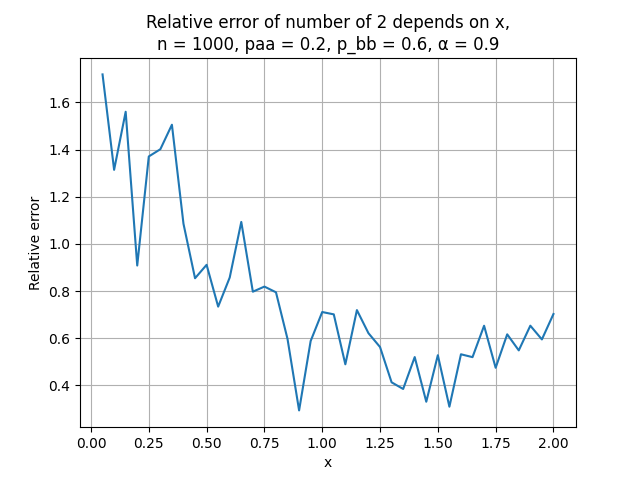 Relative error of number of 2 depends on x,
n = 1000, paa = 0.2, p_bb = 0.6, α = 0.9
1.6
1.4
1.2
1.0
0.8
0.6
0.4
Relative error
0.00 0.25 0.50 0.75 1.00 1.25 1.50 1.75 2.00
x